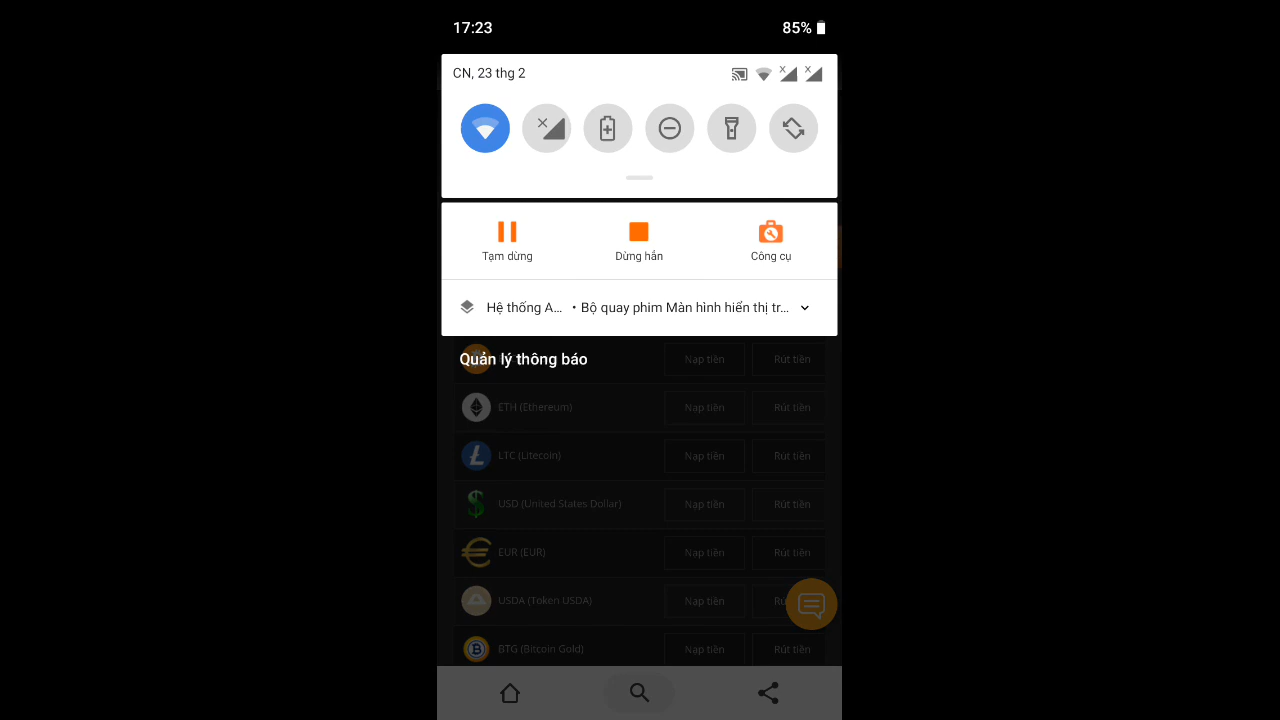 17:23 85%
CN, 23 thg 2
Tạm dừng Dừng hẳn Công cụ
Hệ thống A... • Bộ quay phim Màn hình hiển thị tr...
Quản lý thông báo Nạp tiền Rút tiền
ETH (Ethereum) Nạp tiền Rút tiền
LTC (Litecoin) Nạp tiền Rút tiền
USD (United States Dollar) Nạp tiền Rút tiền
EUR (EUR) Nạp tiền Rút tiền
USDA (Token USDA) Nạp tiền
BTG (Bitcoin Gold) Nạp tiền Rút tiền